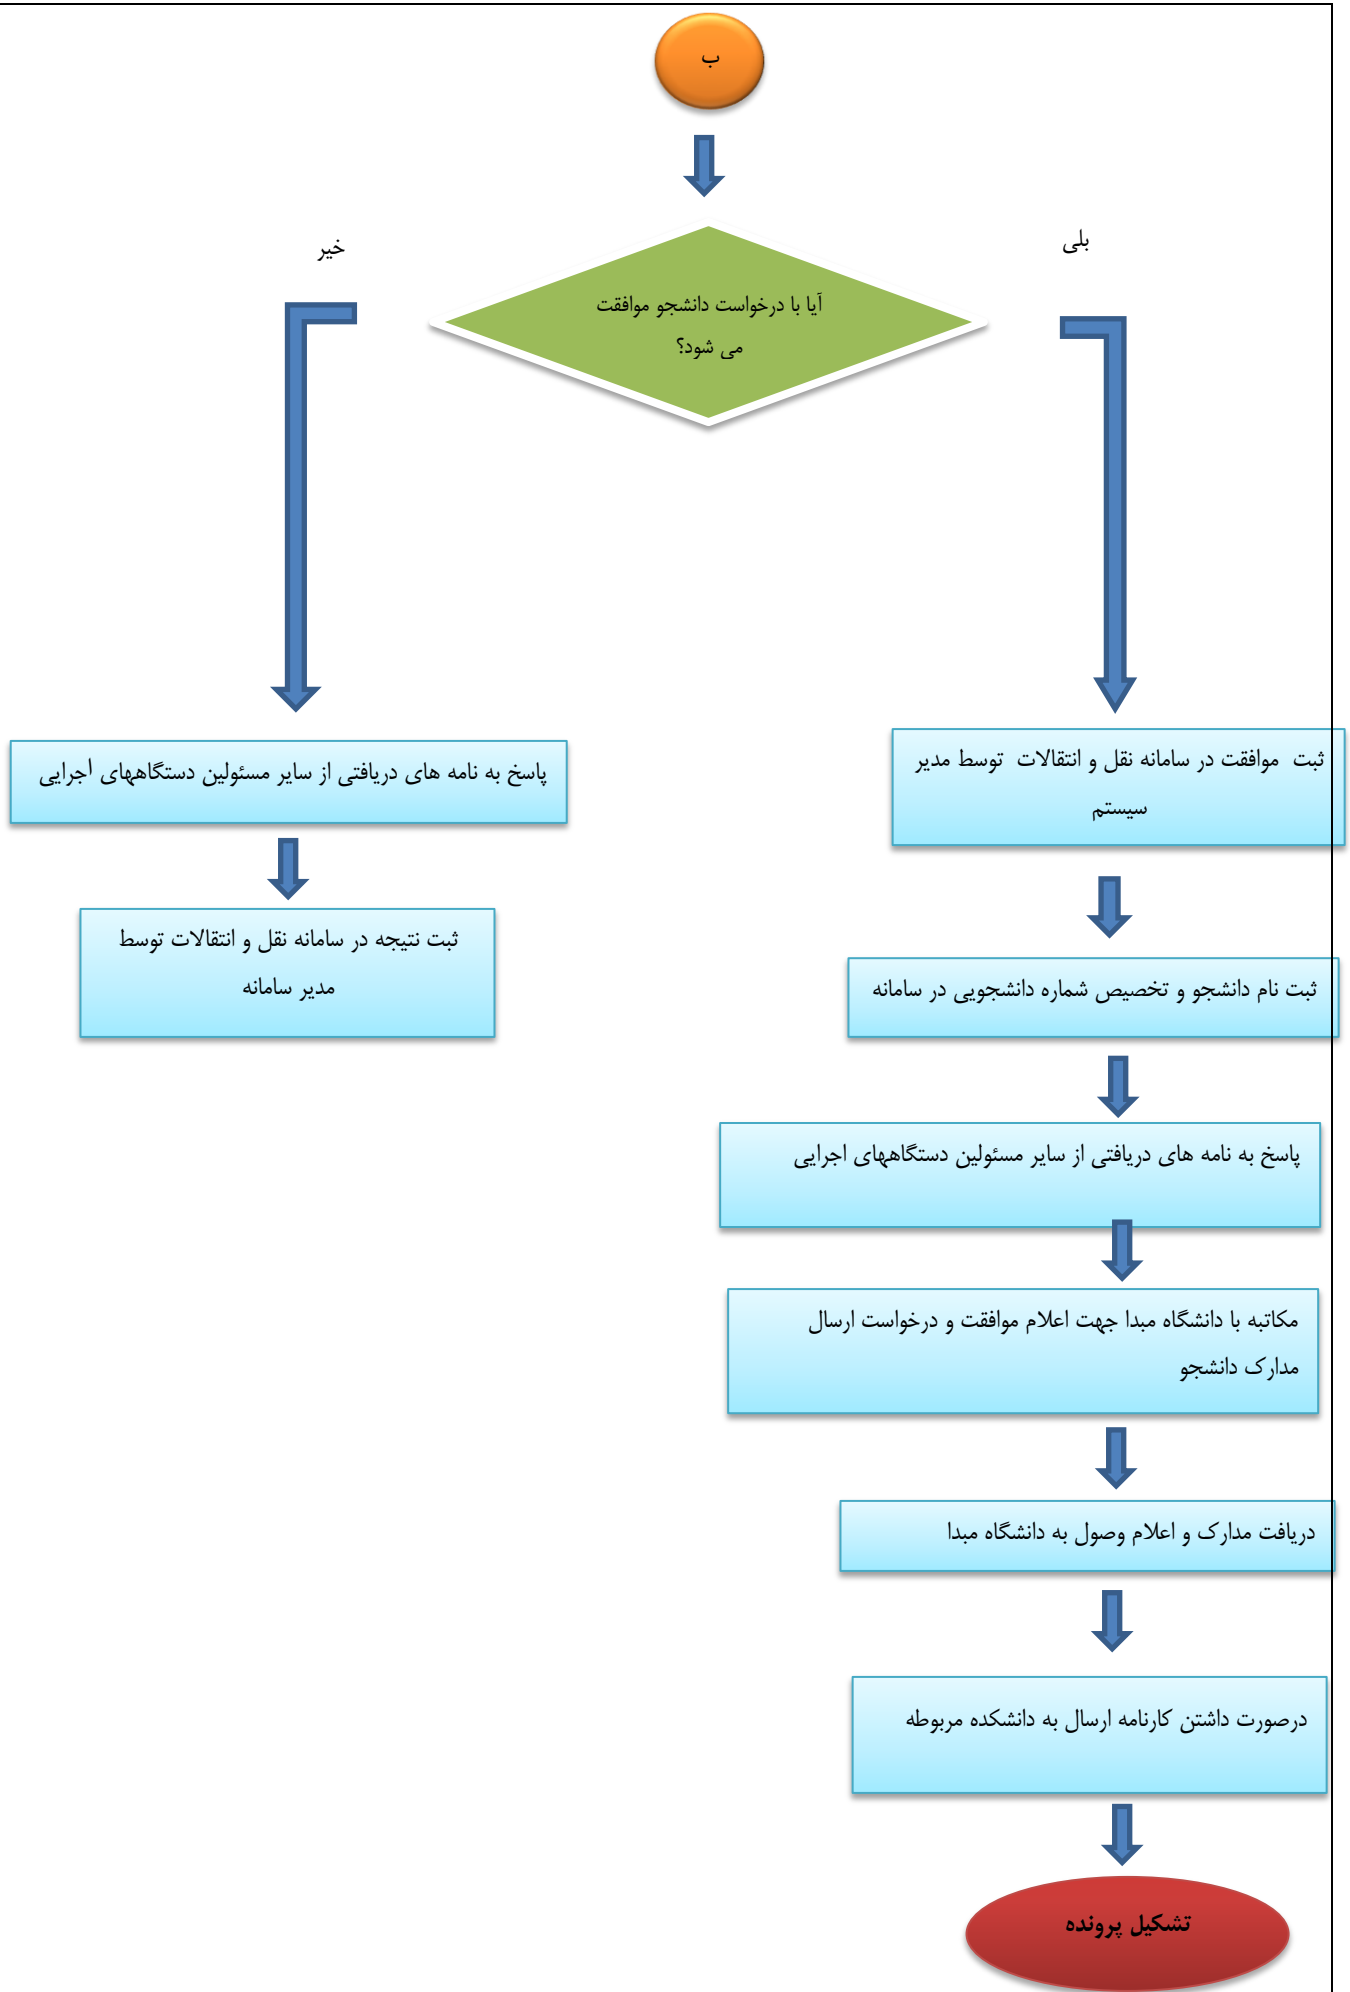 ب
بلی
خیر
آیا با درخواست دانشجو موافقت
می شود؟
ثبت موافقت در سامانه نقل و انتقالات توسط مدیر
سیستم
پاسخ به نامه های دریافتی از سایر مسئولین دستگاههای أجرایی
ثبت نتیجه در سامانه نقل و انتقالات توسط
مدیر سامانه
ثبت نام دانشجو و تخصیص شماره دانشجویی در سامانه
پاسخ به نامه های دریافتی از سایر مسئولین دستگاههای اجرایی
مکاتبه با دانشگاه مبدا جهت اعلام موافقت و درخواست ارسال
مدارک دانشجو
دریافت مدارک و اعلام وصول به دانشگاه مبدا
درصورت داشتن کارنامه ارسال به دانشکده مربوطه
تشکیل پرونده